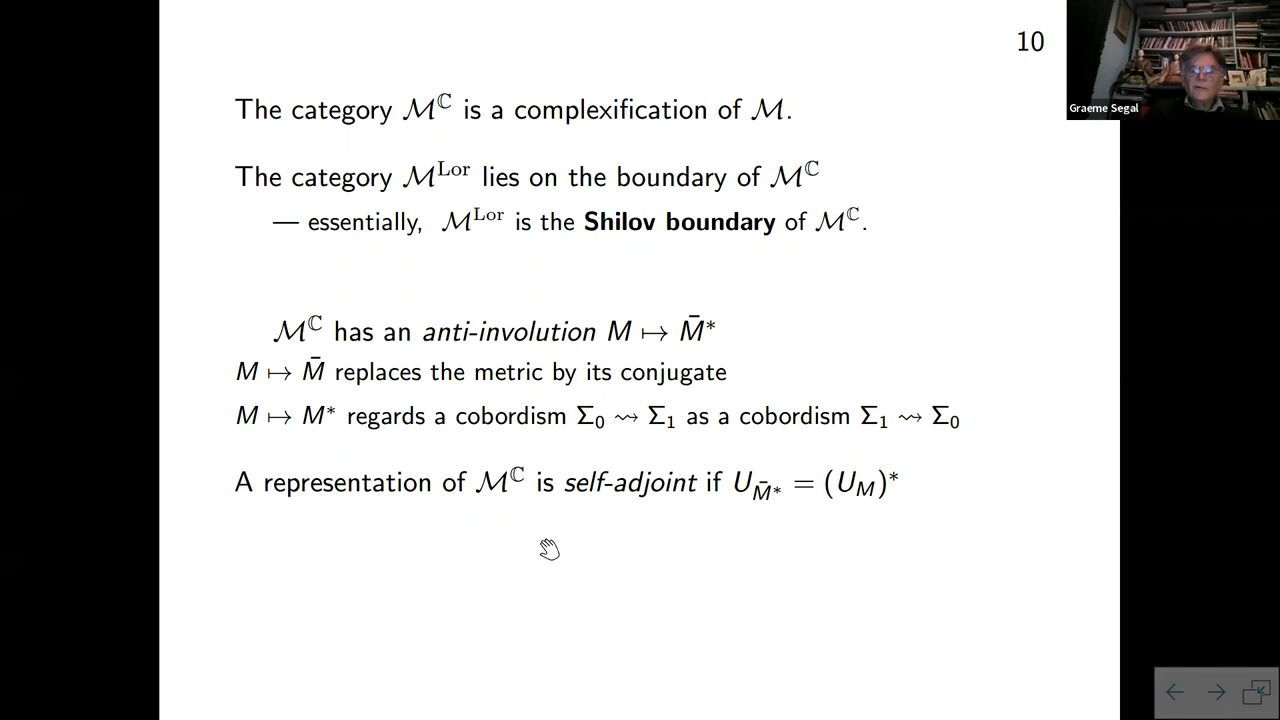 10
Graeme Segal
The category ℳ^ℂ is a complexification of ℳ.
The category ℳ^Lor lies on the boundary of ℳ^ℂ
— essentially, ℳ^Lor is the Shilov boundary of ℳ^ℂ.
ℳ^ℂ has an anti-involution M ↦ M̄*
M ↦ M̄ replaces the metric by its conjugate
M ↦ M* regards a cobordism Σ₀ ⇝ Σ₁ as a cobordism Σ₁ ⇝ Σ₀
A representation of ℳ^ℂ is self-adjoint if U_M̄* = (U_M)*